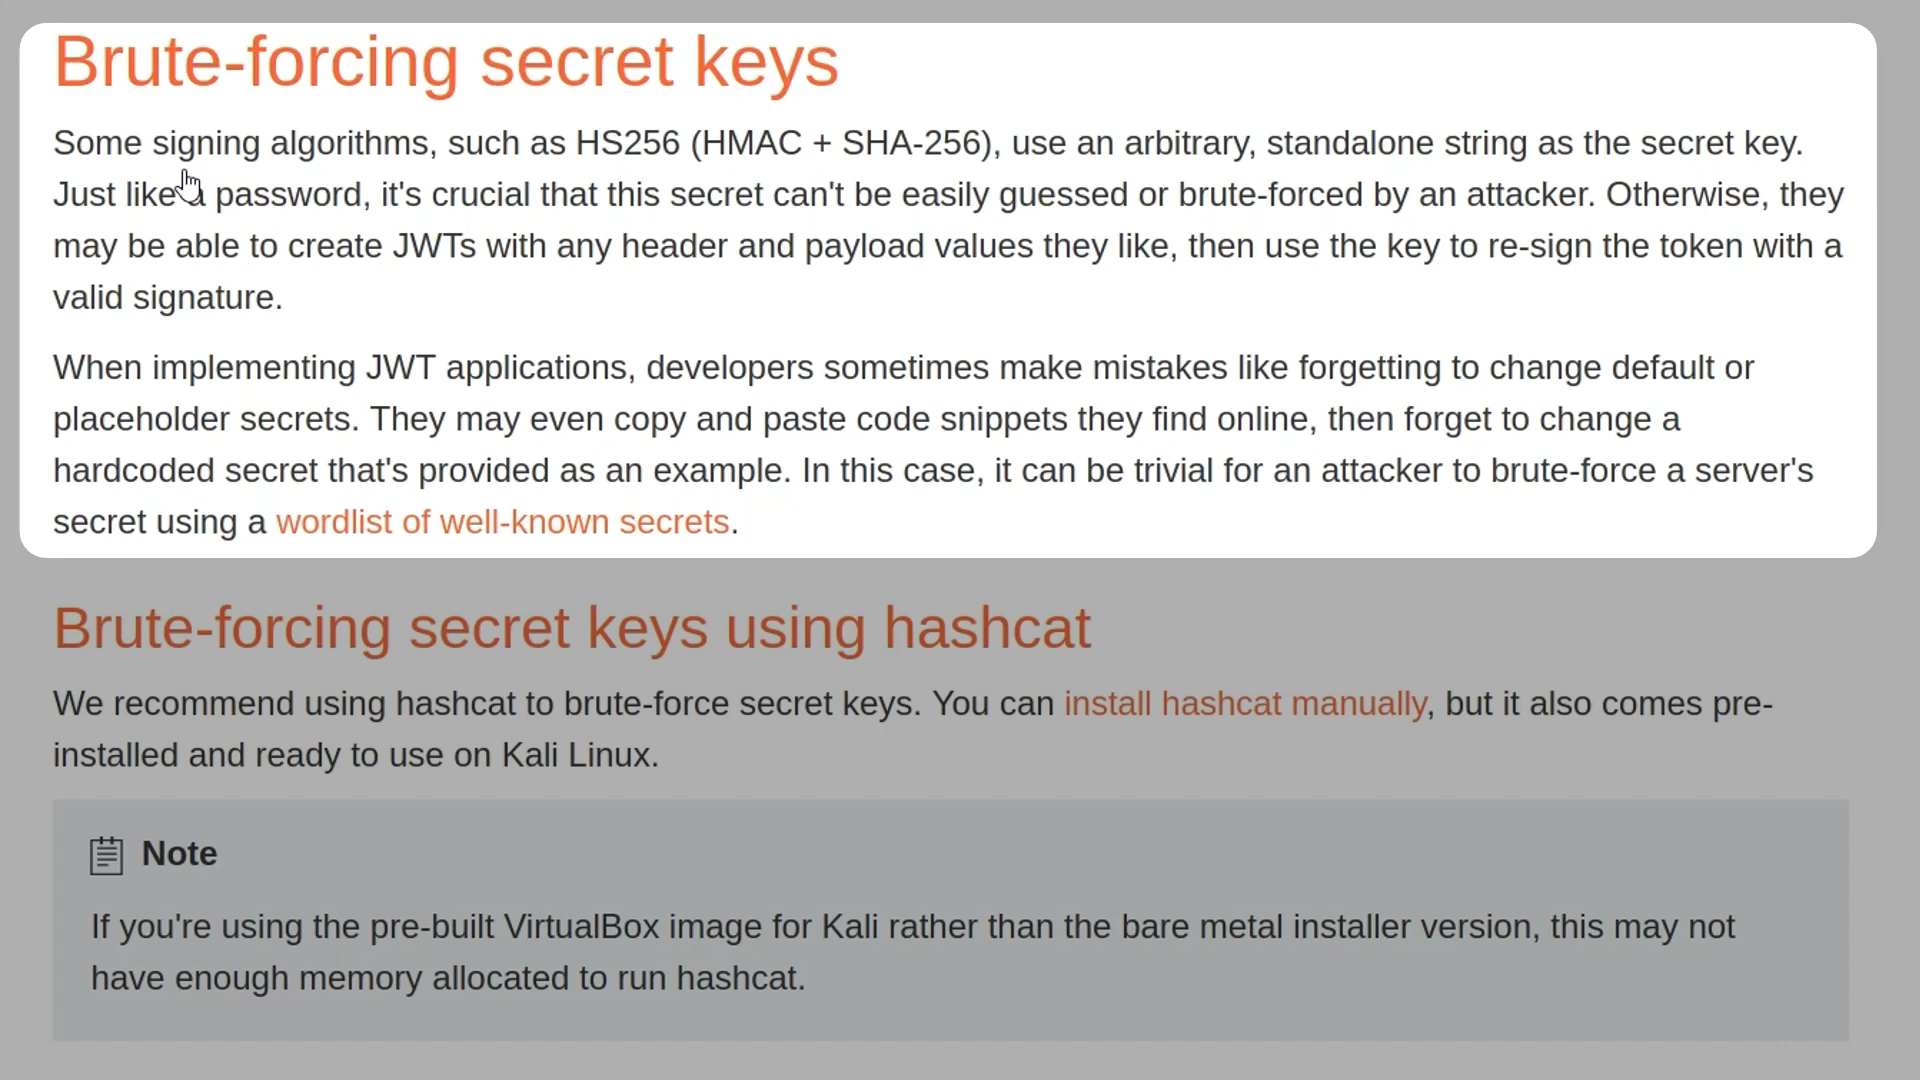 Brute-forcing secret keys
Some signing algorithms, such as HS256 (HMAC + SHA-256), use an arbitrary, standalone string as the secret key.
Just like a password, it's crucial that this secret can't be easily guessed or brute-forced by an attacker. Otherwise, they
may be able to create JWTs with any header and payload values they like, then use the key to re-sign the token with a
valid signature.
When implementing JWT applications, developers sometimes make mistakes like forgetting to change default or
placeholder secrets. They may even copy and paste code snippets they find online, then forget to change a
hardcoded secret that's provided as an example. In this case, it can be trivial for an attacker to brute-force a server's
secret using a wordlist of well-known secrets.
Brute-forcing secret keys using hashcat
We recommend using hashcat to brute-force secret keys. You can install hashcat manually, but it also comes pre-
installed and ready to use on Kali Linux.
Note
If you're using the pre-built VirtualBox image for Kali rather than the bare metal installer version, this may not
have enough memory allocated to run hashcat.